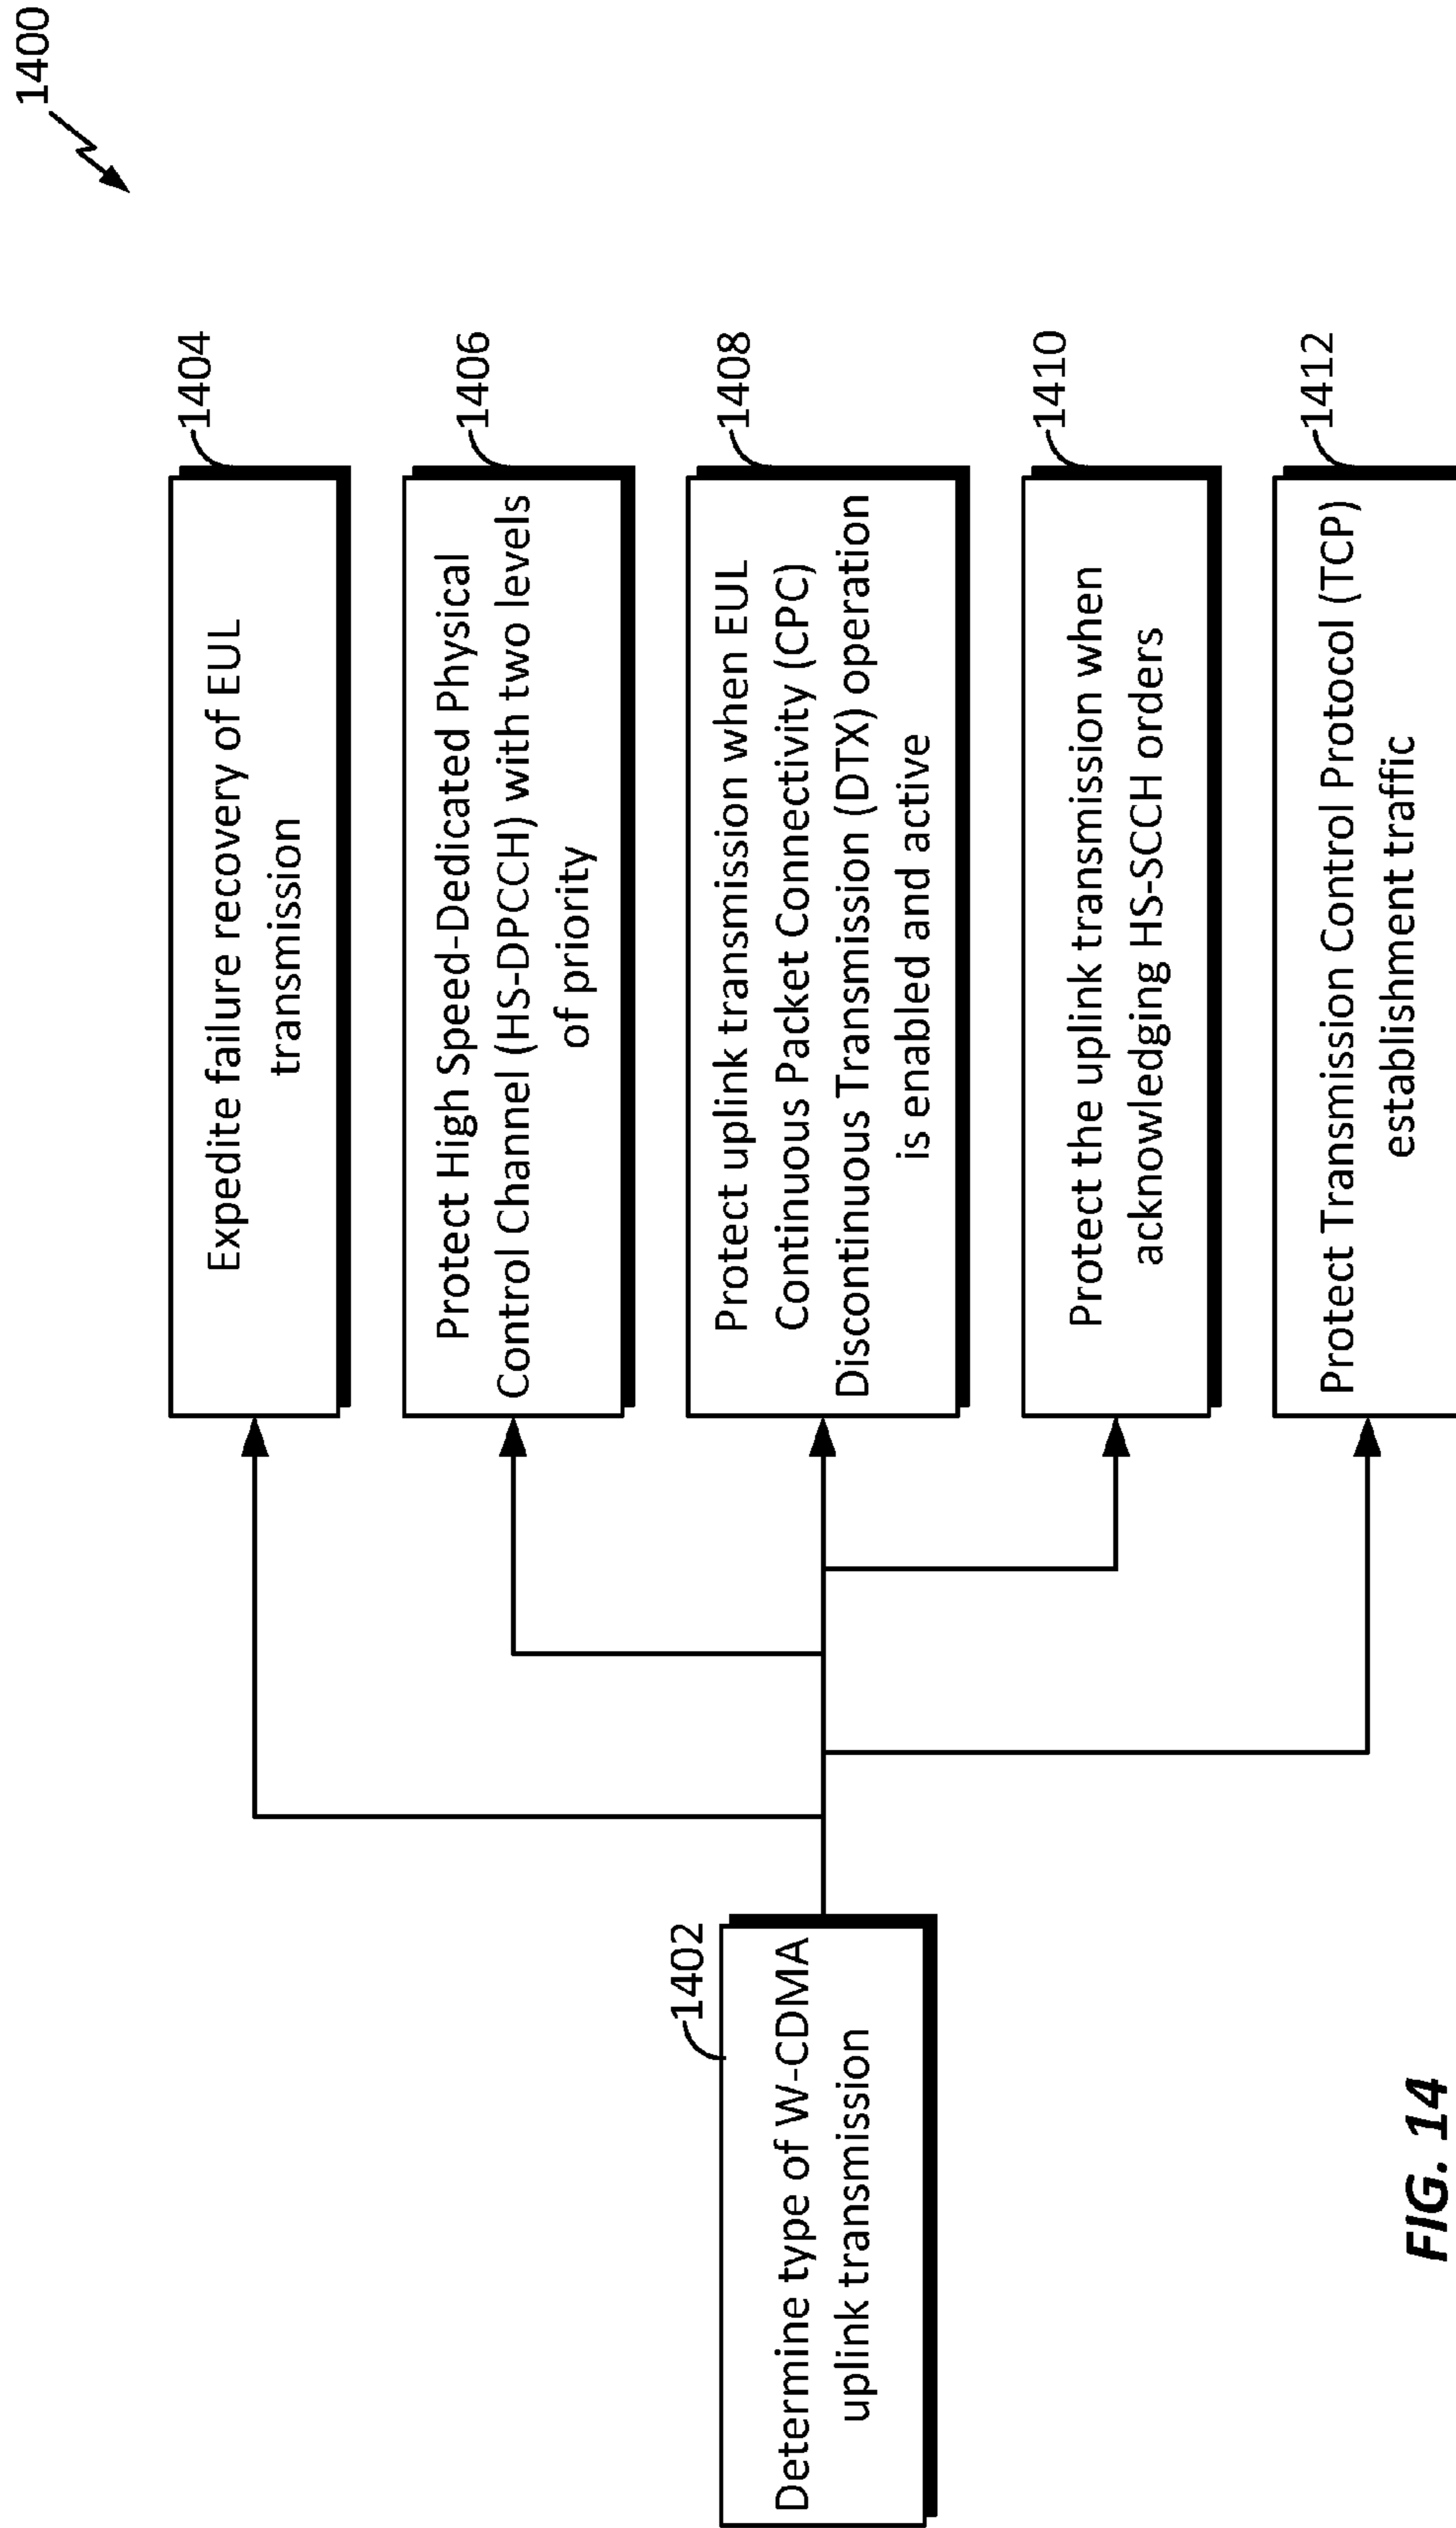 1400
1402
Determine type of W-CDMA
uplink transmission
1404
Expedite failure recovery of EUL
transmission
1406
Protect High Speed-Dedicated Physical
Control Channel (HS-DPCCH) with two levels
of priority
1408
Protect uplink transmission when EUL
Continuous Packet Connectivity (CPC)
Discontinuous Transmission (DTX) operation
is enabled and active
1410
Protect the uplink transmission when
acknowledging HS-SCCH orders
1412
Protect Transmission Control Protocol (TCP)
establishment traffic
FIG. 14